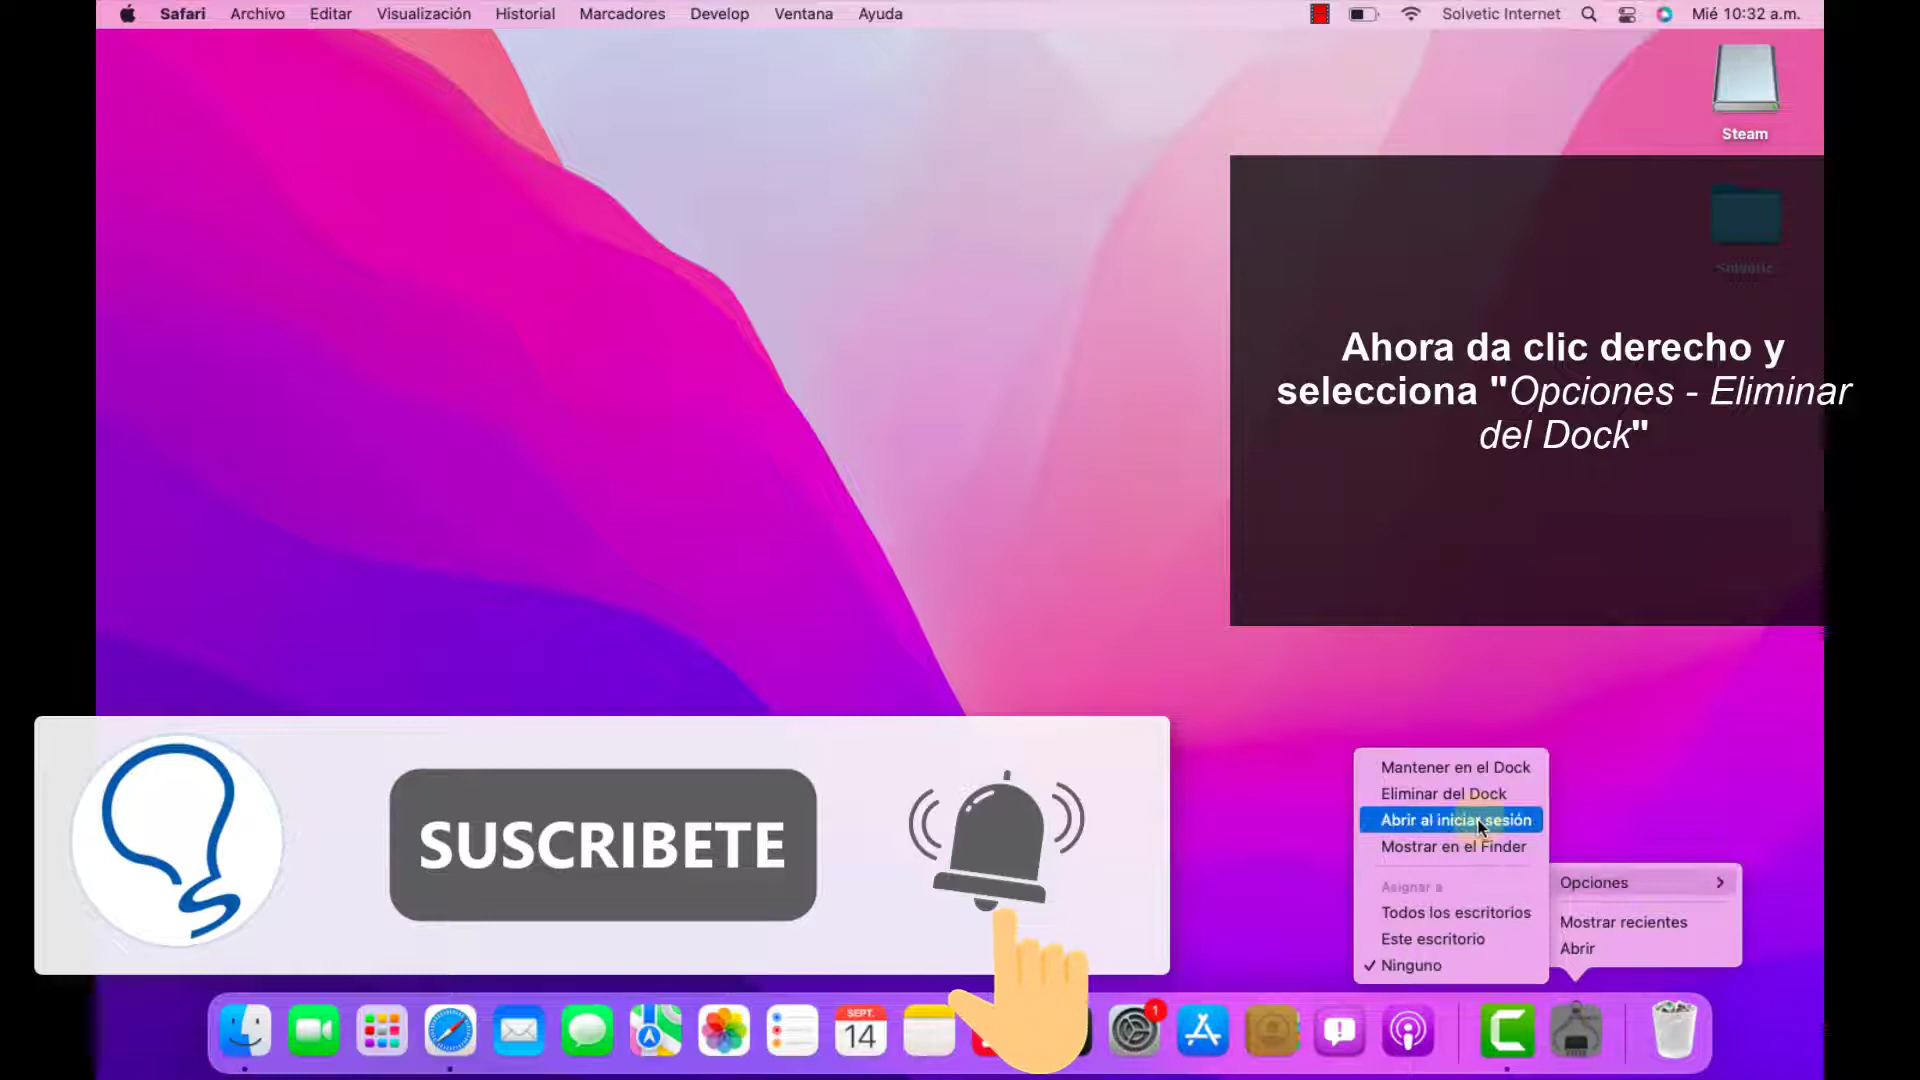 Safari Archivo Editar Visualización Historial Marcadores Develop Ventana Ayuda Solvetic Internet Mié 10:32 a.m.
Steam
Solvetic
Ahora da clic derecho y
selecciona "Opciones - Eliminar
del Dock"
SUSCRIBETE
Mantener en el Dock
Eliminar del Dock
Abrir al iniciar sesión
Mostrar en el Finder
Asignar a
Todos los escritorios
Este escritorio
✓ Ninguno
Opciones
Mostrar recientes
Abrir
SEPT.
14
1